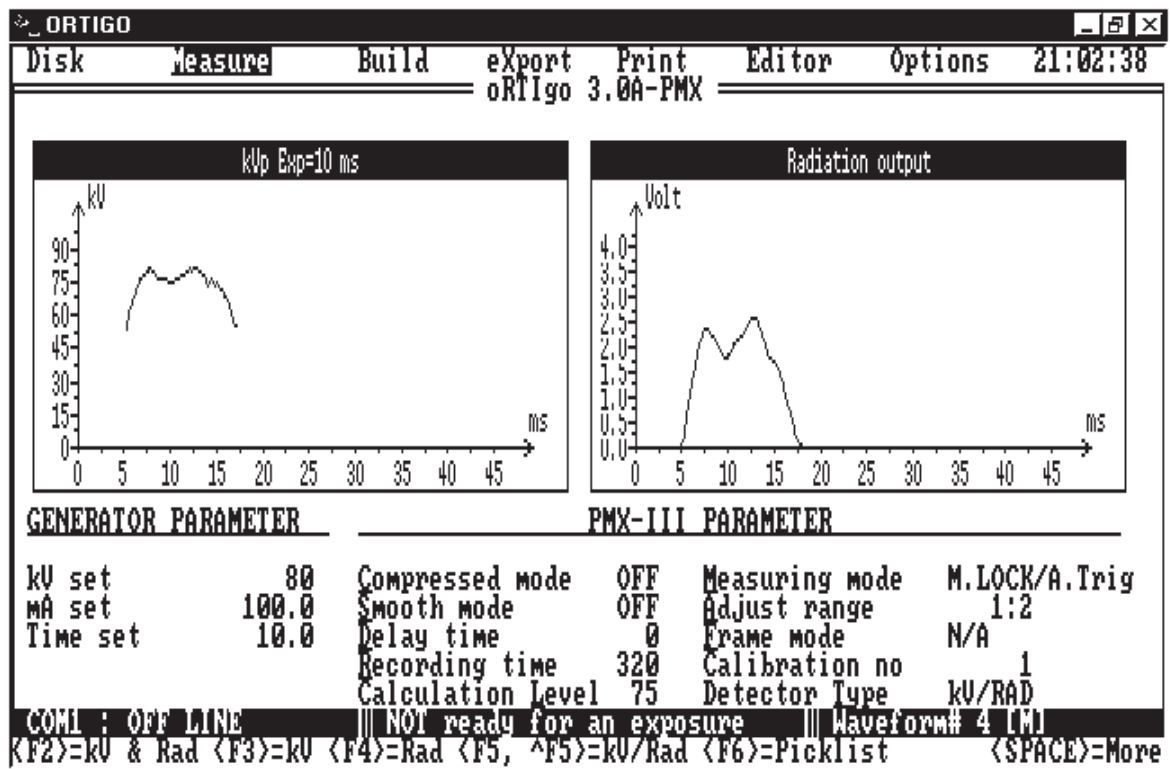 ORTIGO
Disk Measure Build eXport Print Editor Options 21:02:38
oRTIgo 3.0A-PMX
kVp Exp=10 ms
kV
90
75
60
45
30
15
0
ms
0 5 10 15 20 25 30 35 40 45
Radiation output
Volt
4.0
3.5
3.0
2.5
2.0
1.5
1.0
0.5
0.0
ms
0 5 10 15 20 25 30 35 40 45
GENERATOR PARAMETER
kV set 80
mA set 100.0
Time set 10.0
PMX-III PARAMETER
Compressed mode OFF Measuring mode M.LOCK/A.Trig
Smooth mode OFF Adjust range 1:2
Delay time 0 Frame mode N/A
Recording time 320 Calibration no 1
Calculation Level 75 Detector Type kV/RAD
COM1 : OFF LINE || NOT ready for an exposure || Waveform# 4 [M]
<F2>=kV & Rad <F3>=kV <F4>=Rad <F5, ^F5>=kV/Rad <F6>=Picklist <SPACE>=More